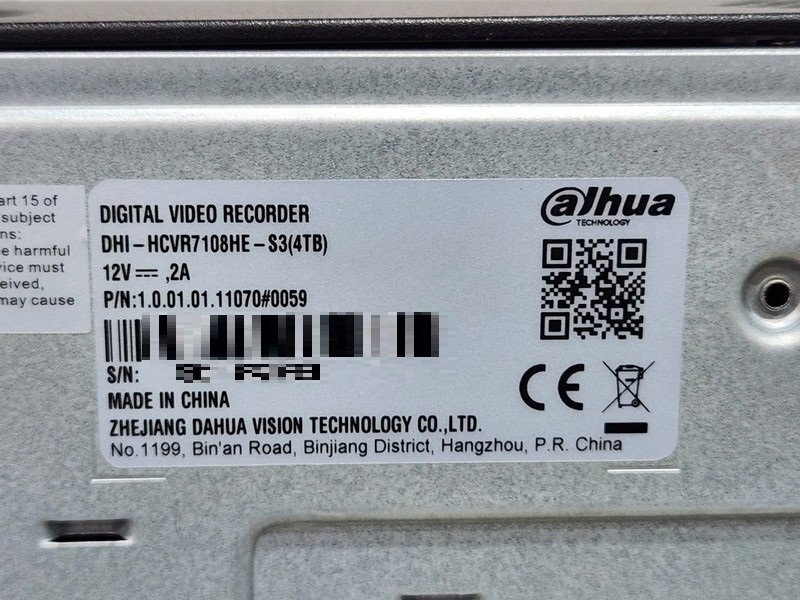 art 15 of
subject
ns:
e harmful
vice must
eived,
may cause
DIGITAL VIDEO RECORDER
DHI-HCVR7108HE-S3(4TB)
12V⎓,2A
P/N:1.0.01.01.11070#0059
S/N:
MADE IN CHINA
ZHEJIANG DAHUA VISION TECHNOLOGY CO.,LTD.
No.1199, Bin'an Road, Binjiang District, Hangzhou, P.R. China
alhua
TECHNOLOGY
CE